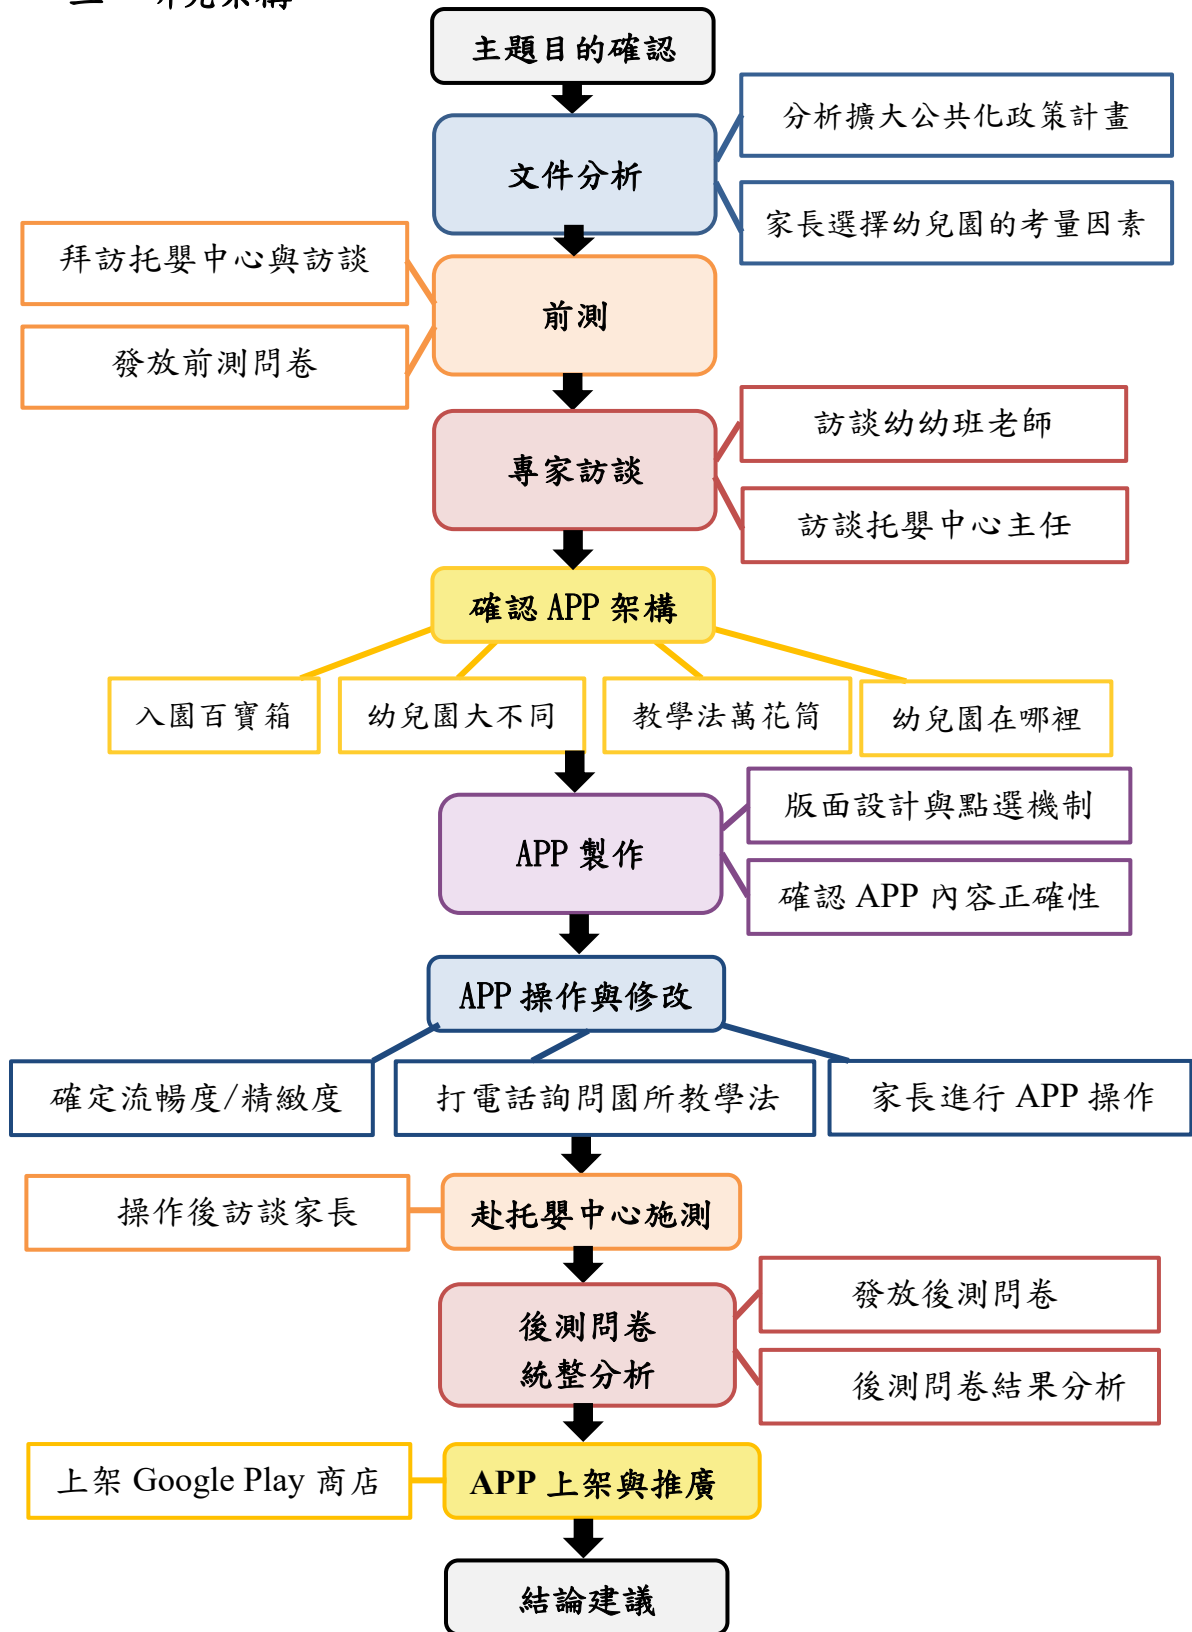 究架構
主題目的確認
分析擴大公共化政策計畫
文件分析
家長選擇幼兒園的考量因素
拜訪托嬰中心與訪談
前測
發放前測問卷
訪談幼幼班老師
專家訪談
訪談托嬰中心主任
確認 APP 架構
入園百寶箱
幼兒園大不同
教學法萬花筒
幼兒園在哪裡
版面設計與點選機制
APP 製作
確認 APP 內容正確性
APP 操作與修改
確定流暢度/精緻度
打電話詢問園所教學法
家長進行 APP 操作
操作後訪談家長
赴托嬰中心施測
發放後測問卷
後測問卷
統整分析
後測問卷結果分析
上架 Google Play 商店
APP 上架與推廣
結論建議